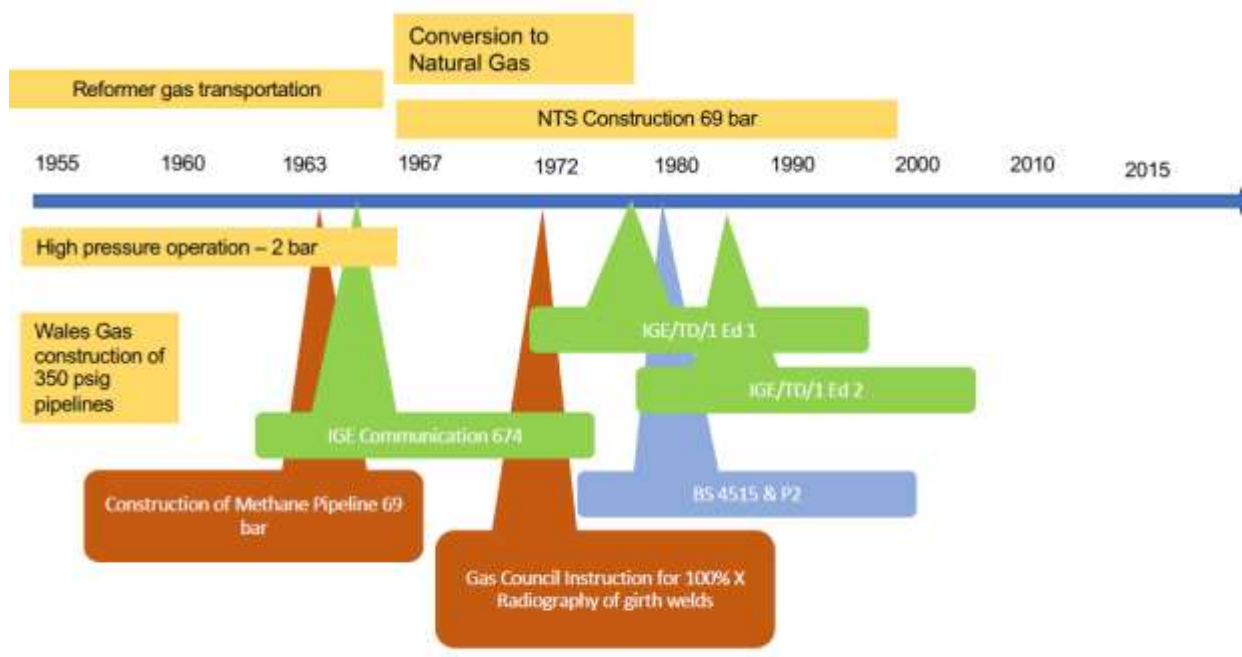 Conversion to
Natural Gas
Reformer gas transportation
NTS Construction 69 bar
1955 1960 1963 1967 1972 1980 1990 2000 2010 2015
High pressure operation – 2 bar
Wales Gas
construction of
350 psig
pipelines
IGE/TD/1 Ed 1
IGE/TD/1 Ed 2
IGE Communication 674
Construction of Methane Pipeline 69
bar
BS 4515 & P2
Gas Council Instruction for 100% X
Radiography of girth welds